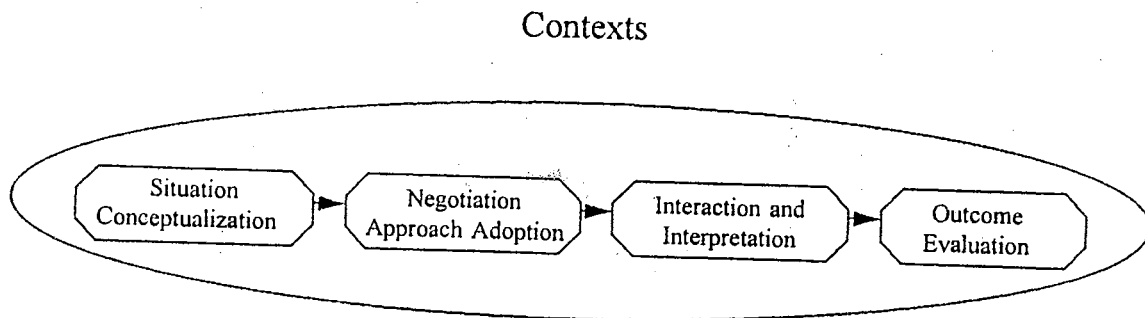 Contexts
Situation
Conceptualization
Negotiation
Approach Adoption
Interaction and
Interpretation
Outcome
Evaluation